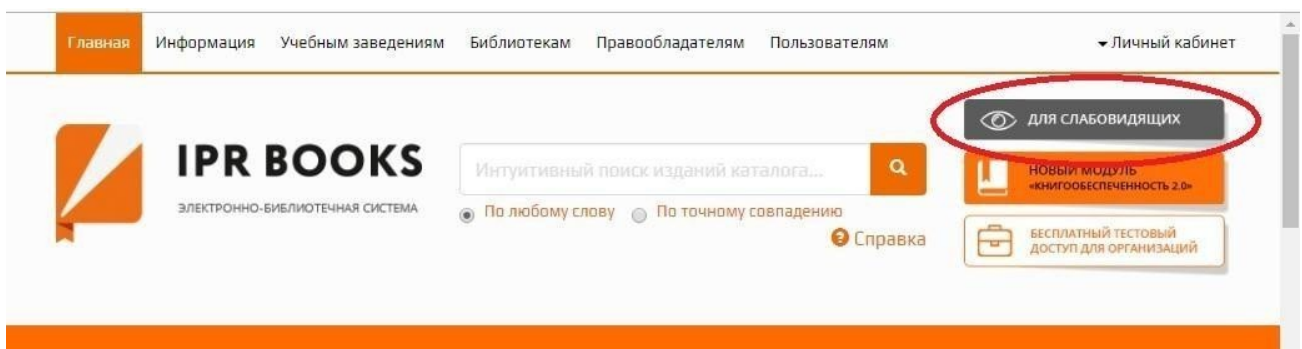 Главная Информация Учебным заведениям Библиотекам Правообладателям Пользователям Личный кабинет
ДЛЯ СЛАБОВИДЯЩИХ
IPR BOOKS
ЭЛЕКТРОННО-БИБЛИОТЕЧНАЯ СИСТЕМА
Интуитивный поиск изданий каталога...
По любому слову По точному совпадению
Справка
НОВЫЙ МОДУЛЬ
«КНИГООБЕСПЕЧЕННОСТЬ 2.0»
БЕСПЛАТНЫЙ ТЕСТОВЫЙ
ДОСТУП ДЛЯ ОРГАНИЗАЦИЙ